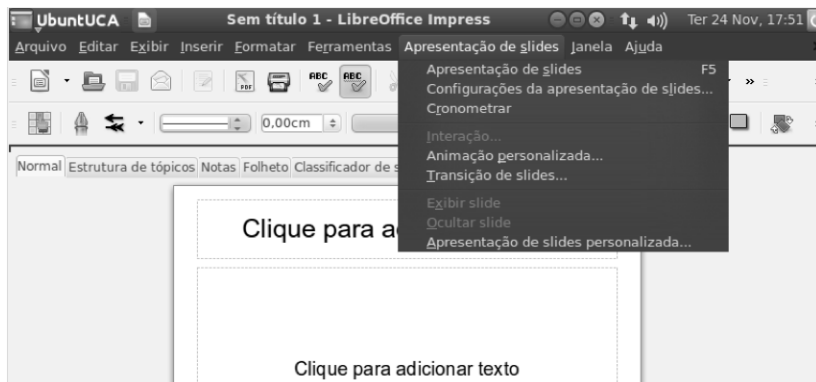 UbuntUCA Sem título 1 - LibreOffice Impress Ter 24 Nov, 17:51
Arquivo Editar Exibir Inserir Formatar Ferramentas Apresentação de slides Janela Ajuda
Apresentação de slides F5
Configurações da apresentação de slides...
Cronometrar
Interação...
Animação personalizada...
Transição de slides...
Exibir slide
Ocultar slide
Apresentação de slides personalizada...
PDF ABC ABC »
0,00cm
Normal Estrutura de tópicos Notas Folheto Classificador de s
Clique para a
Clique para adicionar texto